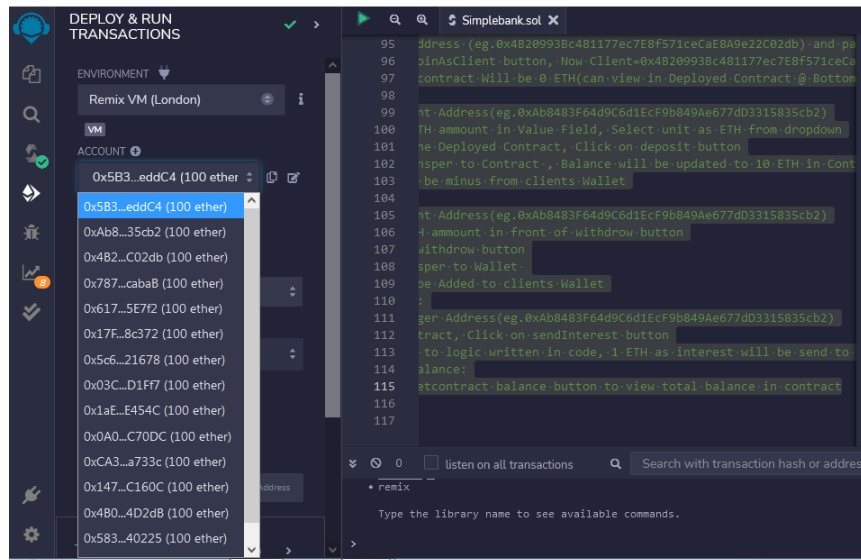 DEPLOY & RUN
TRANSACTIONS
ENVIRONMENT
Remix VM (London)
VM
ACCOUNT
0x5B3...eddC4 (100 ether
0x5B3...eddC4 (100 ether)
0xAb8...35cb2 (100 ether)
0x4B2...C02db (100 ether)
0x787...cabaB (100 ether)
0x617...5E7f2 (100 ether)
0x17F...8c372 (100 ether)
0x5c6...21678 (100 ether)
0x03C...D1Ff7 (100 ether)
0x1aE...E454C (100 ether)
0x0A0...C70DC (100 ether)
0xCA3...a733c (100 ether)
0x147...C160C (100 ether)
0x4B0...4D2dB (100 ether)
0x583...40225 (100 ether)
Address
8
Simplebank.sol
95 ddress (eg.0x4B20993Bc481177ec7E8f571ceCaE8A9e22C02db) and pa
96 oinAsClient button, Now Client=0x4B20993Bc481177ec7E8f571ceCa
97 contract Will be 0 ETH(can view in Deployed Contract @ Bottom
98
99 nt Address(eg.0xAb8483F64d9C6d1EcF9b849Ae677dD3315835cb2)
100 TH ammount in Value Field, Select unit as ETH from dropdown
101 he Deployed Contract, Click on deposit button
102 nsper to Contract , Balance will be updated to 10 ETH in Cont
103 be minus from clients Wallet
104
105 nt Address(eg.0xAb8483F64d9C6d1EcF9b849Ae677dD3315835cb2)
106 H ammount in front of withdrow button
107 withdrow button
108 sper to Wallet
109 be Added to clients Wallet
110 :
111 ger Address(eg.0xAb8483F64d9C6d1EcF9b849Ae677dD3315835cb2)
112 tract, Click on sendInterest button
113 to logic written in code, 1 ETH as interest will be send to
114 alance:
115 etcontract balance button to view total balance in contract
116
117
0 listen on all transactions Search with transaction hash or addres
• remix
Type the library name to see available commands.
>